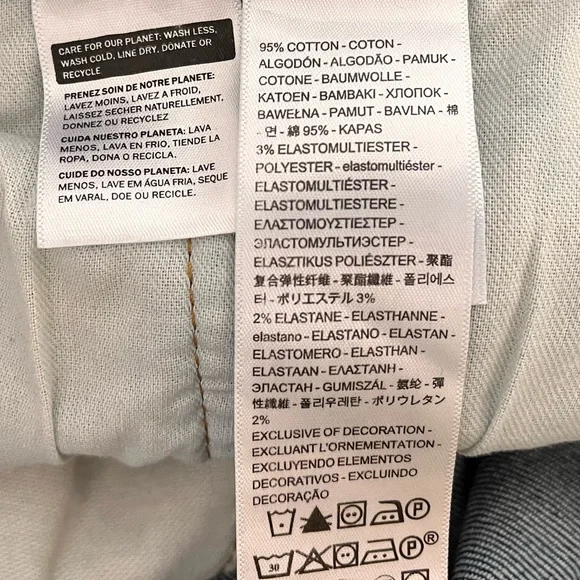 CARE FOR OUR PLANET: WASH LESS,
WASH COLD, LINE DRY, DONATE OR
RECYCLE
PRENEZ SOIN DE NOTRE PLANETE:
LAVEZ MOINS, LAVEZ A FROID,
LAISSEZ SECHER NATURELLEMENT,
DONNEZ OU RECYCLEZ
CUIDA NUESTRO PLANETA: LAVA
MENOS, LAVA EN FRIO, TIENDE LA
ROPA, DONA O RECICLA.
CUIDE DO NOSSO PLANETA: LAVE
MENOS, LAVE EM ÁGUA FRIA, SEQUE
EM VARAL, DOE OU RECICLE.
95% COTTON - COTON -
ALGODÓN - ALGODÃO - PAMUK -
COTONE - BAUMWOLLE -
KATOEN - BAMBAKI - ХЛОПОК -
BAWEŁNA - PAMUT - BAVLNA - 棉
- 면 - 綿 95% - KAPAS
3% ELASTOMULTIESTER -
POLYESTER - elastomultiéster -
ELASTOMULTIESTER -
ELASTOMULTIÉSTER -
ELASTOMULTIESTERE -
ΕΛΑΣΤΟΜΟΥΣΤΙΕΣΤΕΡ -
ЭЛАСТОМУЛЬТИЭСТЕР -
ELASZTIKUS POLIÉSZTER - 聚酯
复合弹性纤维 - 聚酯纖維 - 폴리에스
터 - ポリエステル 3%
2% ELASTANE - ELASTHANNE -
elastano - ELASTANO - ELASTAN -
ELASTOMERO - ELASTHAN -
ELASTAAN - ΕΛΑΣΤΑΝΗ -
ЭЛАСТАН - GUMISZÁL - 氨纶 - 彈
性纖維 - 폴리우레탄 - ポリウレタン
2%
EXCLUSIVE OF DECORATION -
EXCLUANT L'ORNEMENTATION -
EXCLUYENDO ELEMENTOS
DECORATIVOS - EXCLUINDO
DECORAÇÃO
P
30 P®